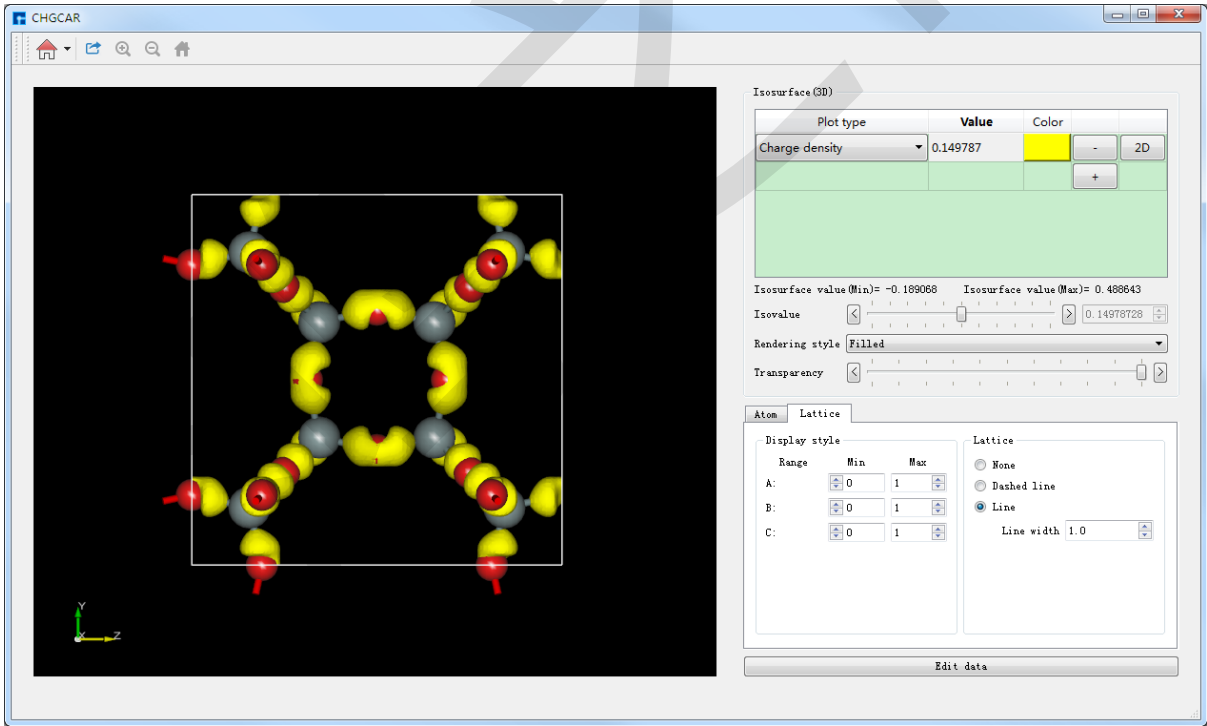 CHGCAR
Isosurface(3D)
Plot type Value Color
Charge density 0.149787 - 2D
+
Isosurface value(Min)= -0.189068 Isosurface value(Max)= 0.488643
Isovalue < > 0.14978728
Rendering style Filled
Transparency < >
Atom Lattice
Display style
Range Min Max
A: 0 1
B: 0 1
C: 0 1
Lattice
None
Dashed line
Line
Line width 1.0
Edit data
Y
X Z